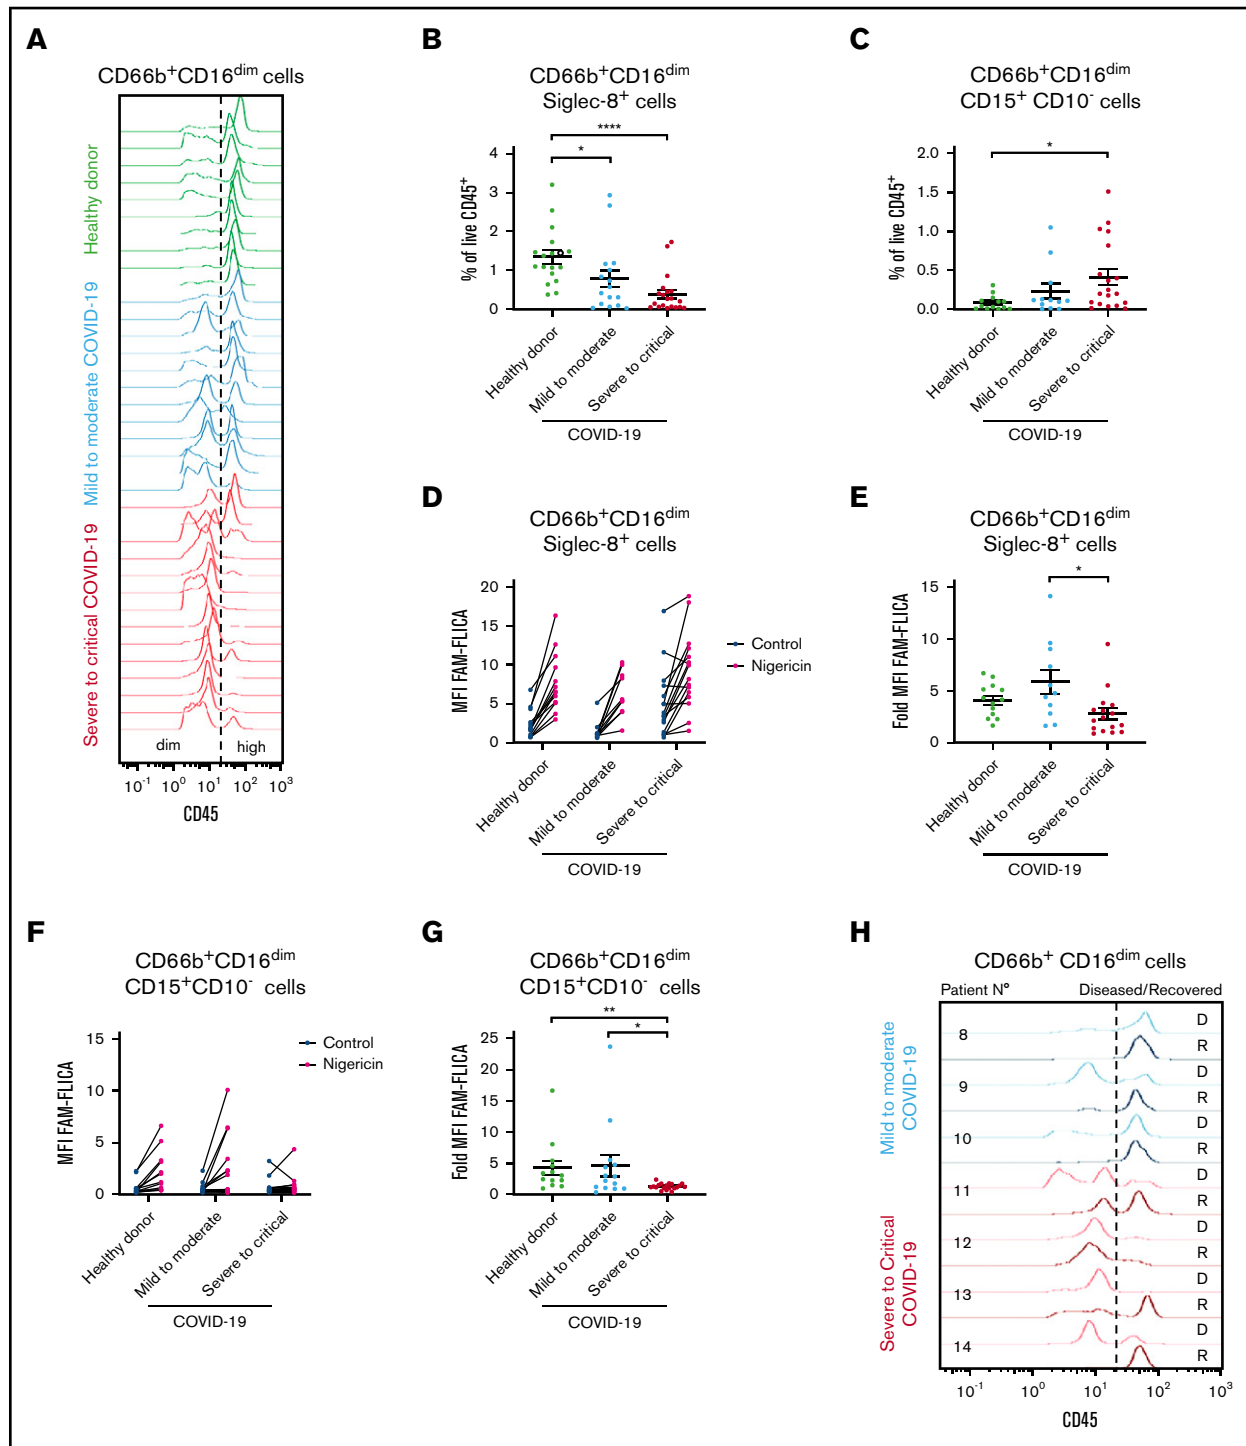 A
CD66b+CD16dim cells
Healthy donor
Mild to moderate COVID-19
Severe to critical COVID-19
dim
high
10-1 100 101 102 103
CD45
B
CD66b+CD16dim
Siglec-8+ cells
****
*
% of live CD45+
4
3
2
1
0
Healthy donor
Mild to moderate
Severe to critical
COVID-19
C
CD66b+CD16dim
CD15+ CD10- cells
*
% of live CD45+
2.0
1.5
1.0
0.5
0.0
Healthy donor
Mild to moderate
Severe to critical
COVID-19
D
CD66b+CD16dim
Siglec-8+ cells
MFI FAM-FLICA
20
15
10
5
0
Control
Nigericin
Healthy donor
Mild to moderate
Severe to critical
COVID-19
E
CD66b+CD16dim
Siglec-8+ cells
*
Fold MFI FAM-FLICA
15
10
5
0
Healthy donor
Mild to moderate
Severe to critical
COVID-19
F
CD66b+CD16dim
CD15+CD10- cells
MFI FAM-FLICA
15
10
5
0
Control
Nigericin
Healthy donor
Mild to moderate
Severe to critical
COVID-19
G
CD66b+CD16dim
CD15+CD10- cells
**
*
Fold MFI FAM-FLICA
25
20
15
10
5
0
Healthy donor
Mild to moderate
Severe to critical
COVID-19
H
CD66b+ CD16dim cells
Patient Nº Diseased/Recovered
Mild to moderate
COVID-19
Severe to Critical
COVID-19
8 D
R
9 D
R
10 D
R
11 D
R
12 D
R
13 D
R
14 D
R
10-1 100 101 102 103
CD45